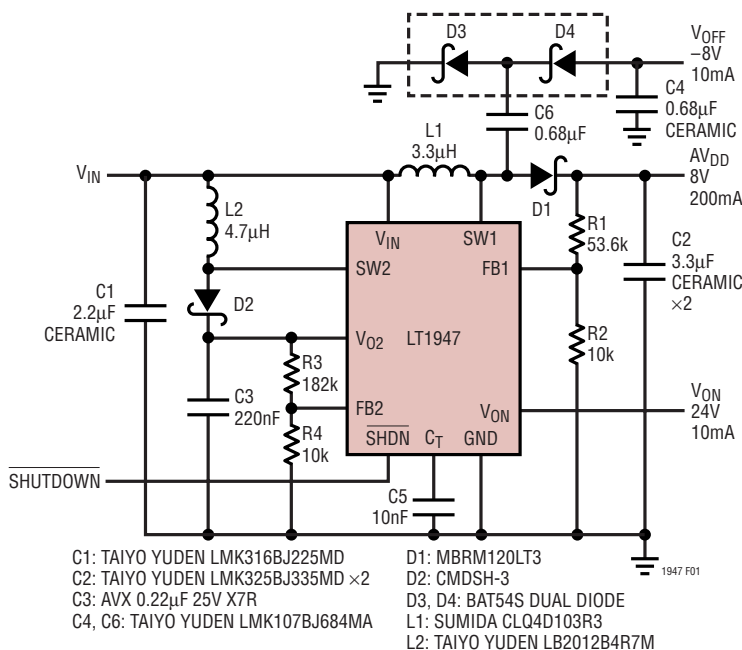 D3
D4
VOFF
–8V
10mA
C4
0.68µF
CERAMIC
C6
0.68µF
L1
3.3µH
VIN
AVDD
8V
200mA
D1
L2
4.7µH
VIN
SW1
R1
53.6k
C2
3.3µF
CERAMIC
×2
SW2
FB1
C1
2.2µF
CERAMIC
D2
R2
10k
VO2
LT1947
R3
182k
C3
220nF
FB2
VON
VON
24V
10mA
R4
10k
SHDN
CT
GND
SHUTDOWN
C5
10nF
1947 F01
C1: TAIYO YUDEN LMK316BJ225MD
C2: TAIYO YUDEN LMK325BJ335MD ×2
C3: AVX 0.22µF 25V X7R
C4, C6: TAIYO YUDEN LMK107BJ684MA
D1: MBRM120LT3
D2: CMDSH-3
D3, D4: BAT54S DUAL DIODE
L1: SUMIDA CLQ4D103R3
L2: TAIYO YUDEN LB2012B4R7M